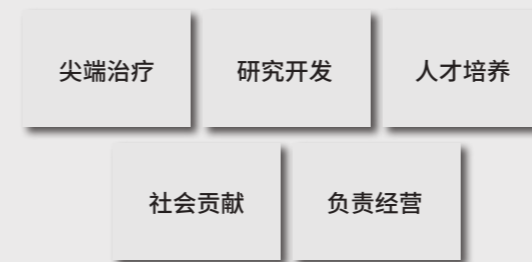 尖端治疗
研究开发
人才培养
社会贡献
负责经营